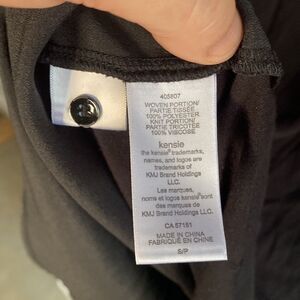 405807
WOVEN PORTION/
PARTIE TISSÉE
100% POLYESTER
KNIT PORTION/
PARTIE TRICOTÉE
100% VISCOSE
kensie
the kensie® trademarks,
names, and logos are
trademarks of
KMJ Brand Holdings
LLC.
Les marques,
noms et logos kensie® sont
des marques de
KMJ Brand Holdings
LLC.
CA 57151
MADE IN CHINA
FABRIQUÉ EN CHINE
S/P